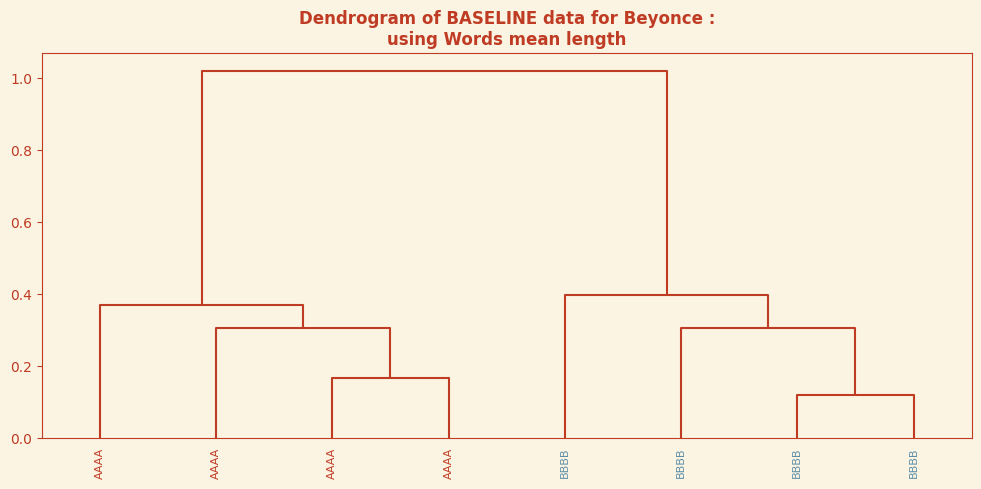 Dendrogram of BASELINE data for Beyonce :
using Words mean length
1.0
0.8
0.6
0.4
0.2
0.0
AAAA AAAA AAAA AAAA BBBB BBBB BBBB BBBB